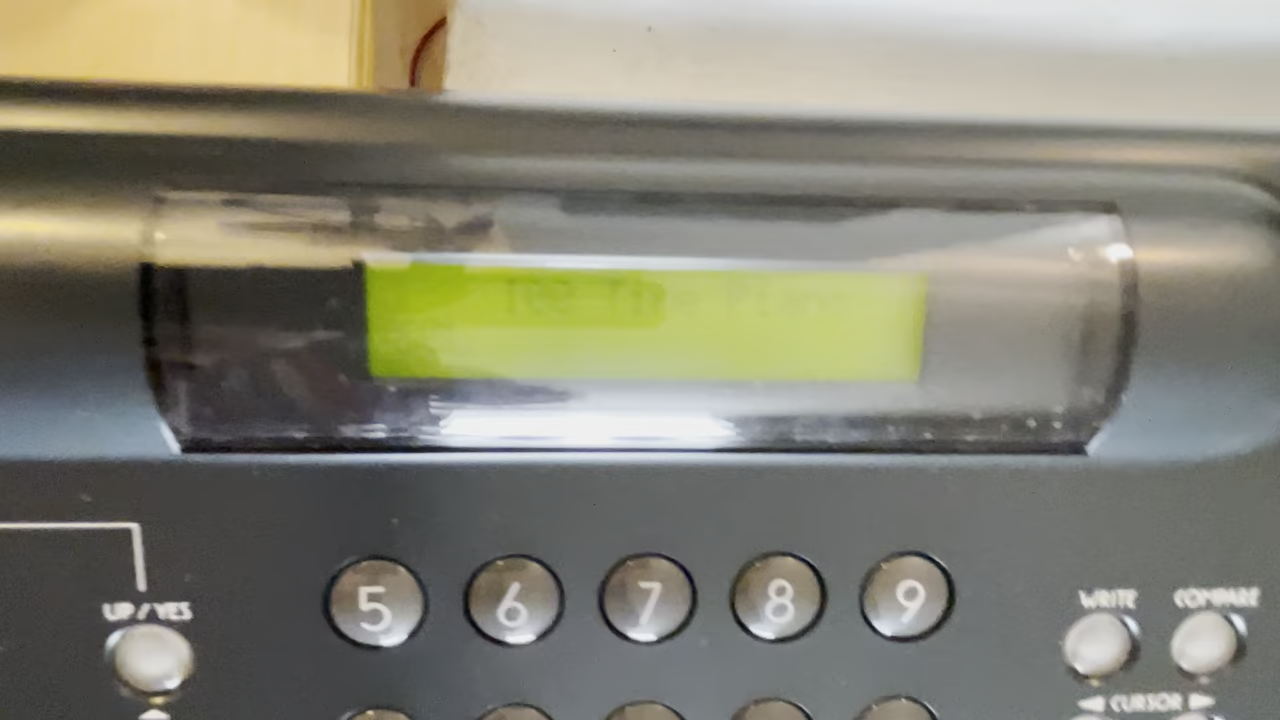 5 6 7 8 9
UP / YES
WRITE COMPARE
◀ CURSOR ▶